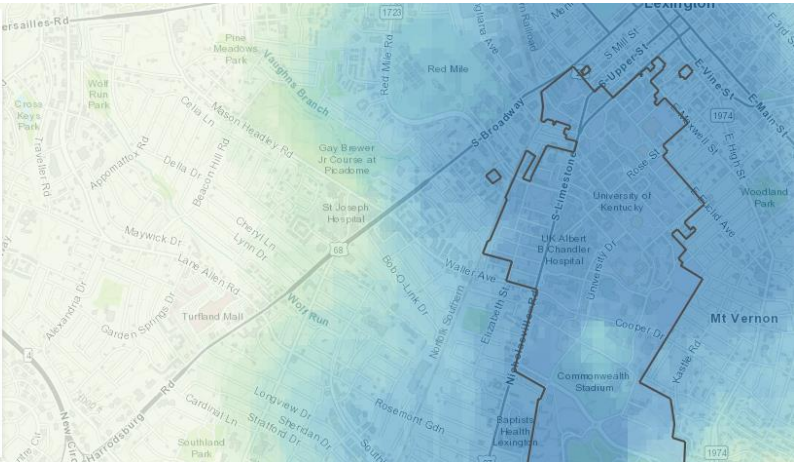 Versailles Rd
1723
Lexington
Pine
Meadows
Park
Vaughns Branch
Red Mile Rd
Red Mile
S Mill St
S-Upper-St
E-Vine-St
E-Main-St
E 3rd St
Wolf
Run
Park
Cross
Keys
Park
Celia Ln
Mason Headley Rd
S-Broadway
1974
E-Maxwell St
E High St
Traveller Rd
Appomattox Rd
Della Dr
Beacon Hill Rd
Gay Brewer
Jr Course at
Picadome
Rose St
S-Limestone
University of
Kentucky
Woodland
Park
E-Euclid Ave
St Joseph
Hospital
Cheryl Ln
Lynn Dr
Maywick Dr
68
UK Albert
B Chandler
Hospital
University Dr
Lane Allen Rd
Bob-O-Link Dr
Waller Ave
Alexandria Dr
Garden Springs Dr
Turfland Mall
Wolf Run
Norfolk Southern
Elizabeth St
Nicholasville Rd
Cooper Dr
Mt Vernon
Kastle Rd
4
Harrodsburg Rd
Commonwealth
Stadium
Longview Dr
Cardinal Ln
Stratford Dr
Sheridan Dr
Rosemont Gdn
Baptists
Health
Lexington
Southland
Park
1974